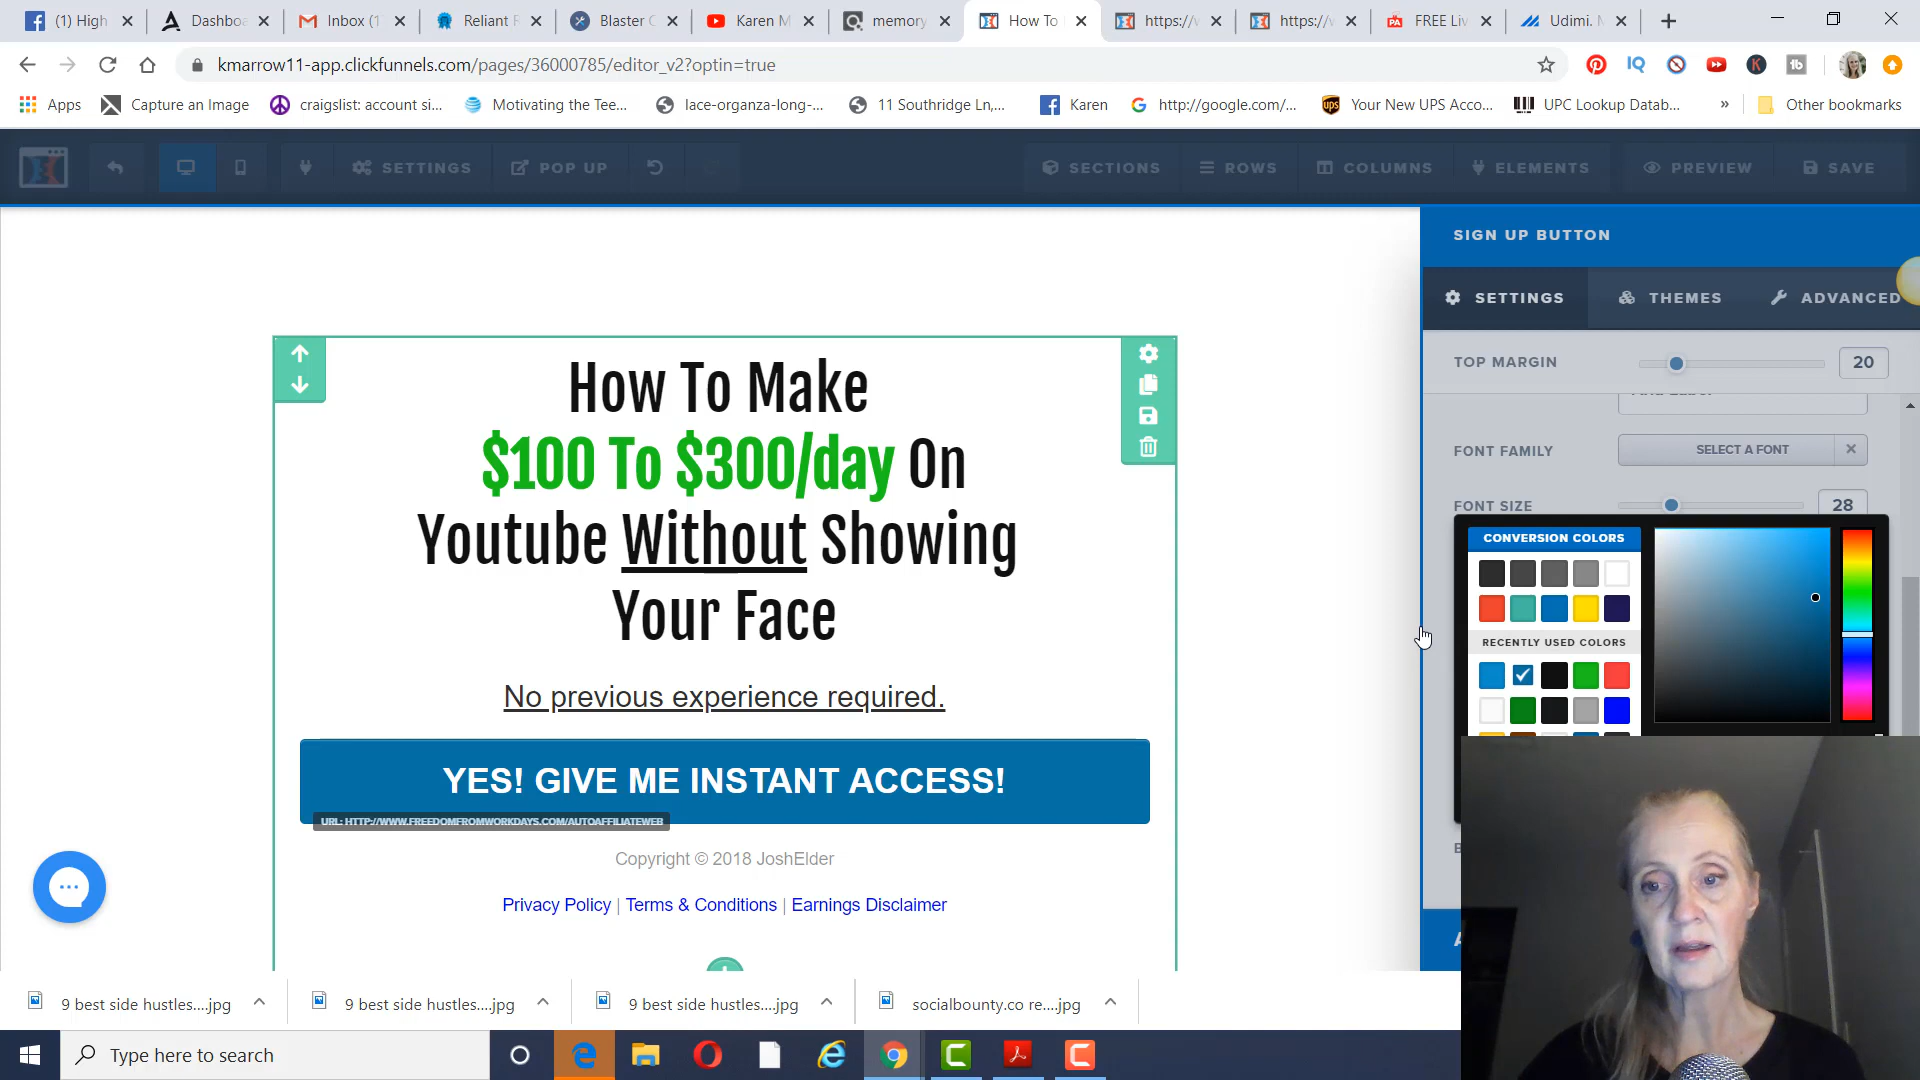 (1) High
Dashbo
Inbox (1
Reliant R
Blaster C
Karen M
memory
How To
https://v
https://v
FREE Liv
Udimi. M
kmarrow11-app.clickfunnels.com/pages/36000785/editor_v2?optin=true
Apps
Capture an Image
craigslist: account si...
Motivating the Tee...
lace-organza-long-...
11 Southridge Ln,...
Karen
http://google.com/...
Your New UPS Acco...
UPC Lookup Datab...
»
Other bookmarks
SETTINGS
POP UP
SECTIONS
ROWS
COLUMNS
ELEMENTS
PREVIEW
SAVE
SIGN UP BUTTON
SETTINGS
THEMES
ADVANCED
TOP MARGIN
20
FONT FAMILY
SELECT A FONT
FONT SIZE
28
CONVERSION COLORS
RECENTLY USED COLORS
How To Make
$100 To $300/day On
Youtube Without Showing
Your Face
No previous experience required.
YES! GIVE ME INSTANT ACCESS!
URL: HTTP://WWW.FREEDOMFROMWORKDAYS.COM/AUTOAFFILIATEWEB
Copyright © 2018 JoshElder
Privacy Policy | Terms & Conditions | Earnings Disclaimer
9 best side hustles....jpg
9 best side hustles....jpg
9 best side hustles....jpg
socialbounty.co re....jpg
Type here to search